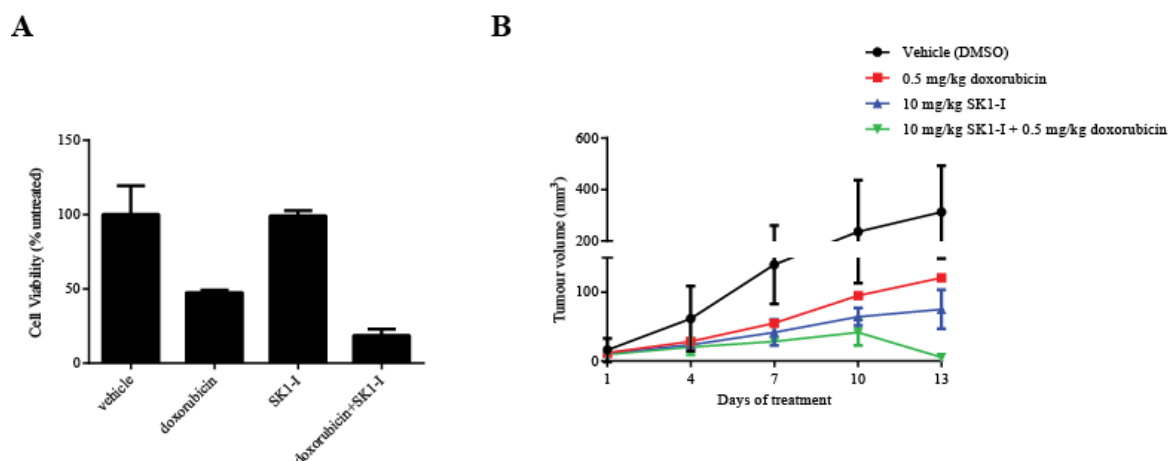 A
B
Vehicle (DMSO)
0.5 mg/kg doxorubicin
10 mg/kg SK1-I
10 mg/kg SK1-I + 0.5 mg/kg doxorubicin
Cell Viability (% untreated)
150
100
50
0
vehicle
doxorubicin
SK1-I
doxorubicin+SK1-I
Tumour volume (mm³)
600
400
200
100
0
1
4
7
10
13
Days of treatment